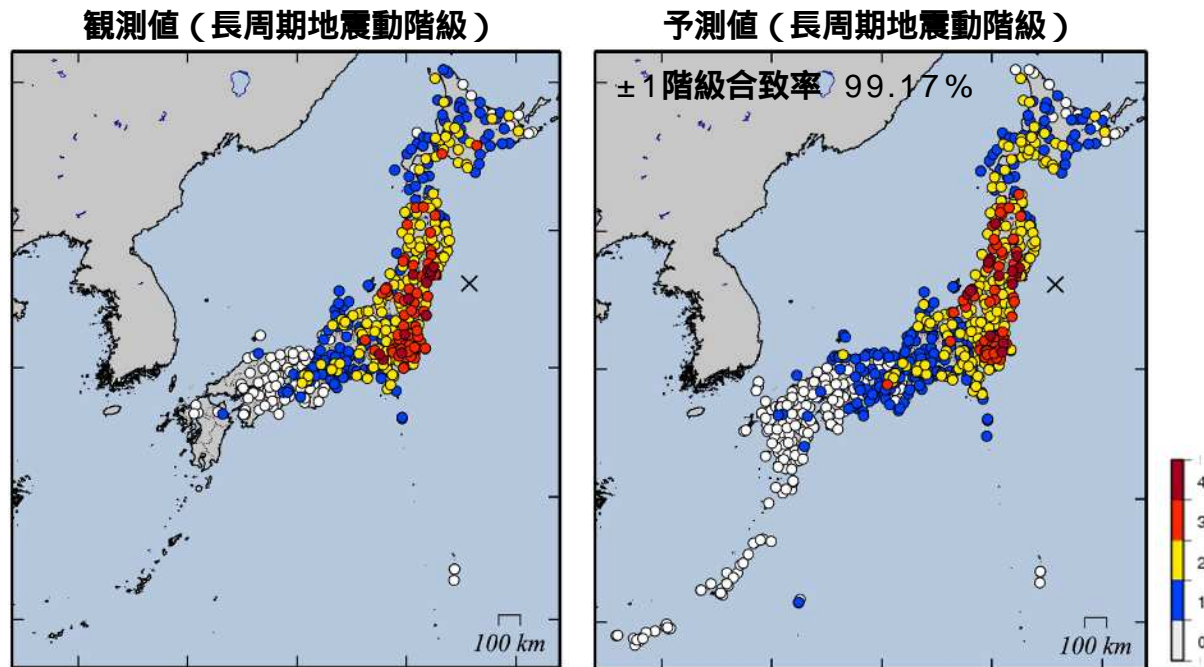 観測値（長周期地震動階級）
予測値（長周期地震動階級）
±1階級合致率 99.17%
100 km
100 km
4
3
2
1
0